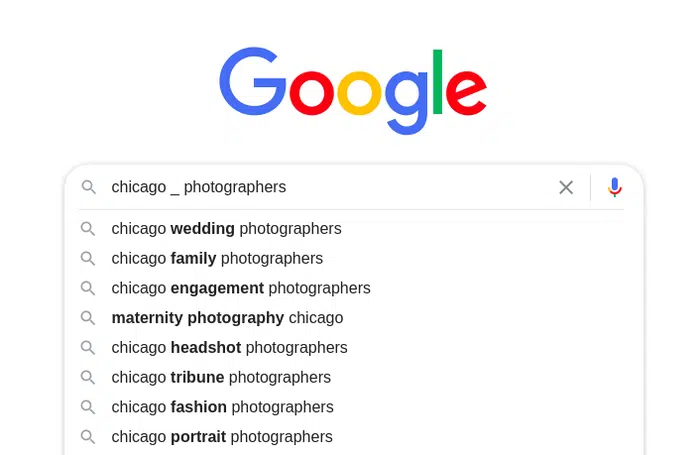 Google
chicago _ photographers
chicago wedding photographers
chicago family photographers
chicago engagement photographers
maternity photography chicago
chicago headshot photographers
chicago tribune photographers
chicago fashion photographers
chicago portrait photographers